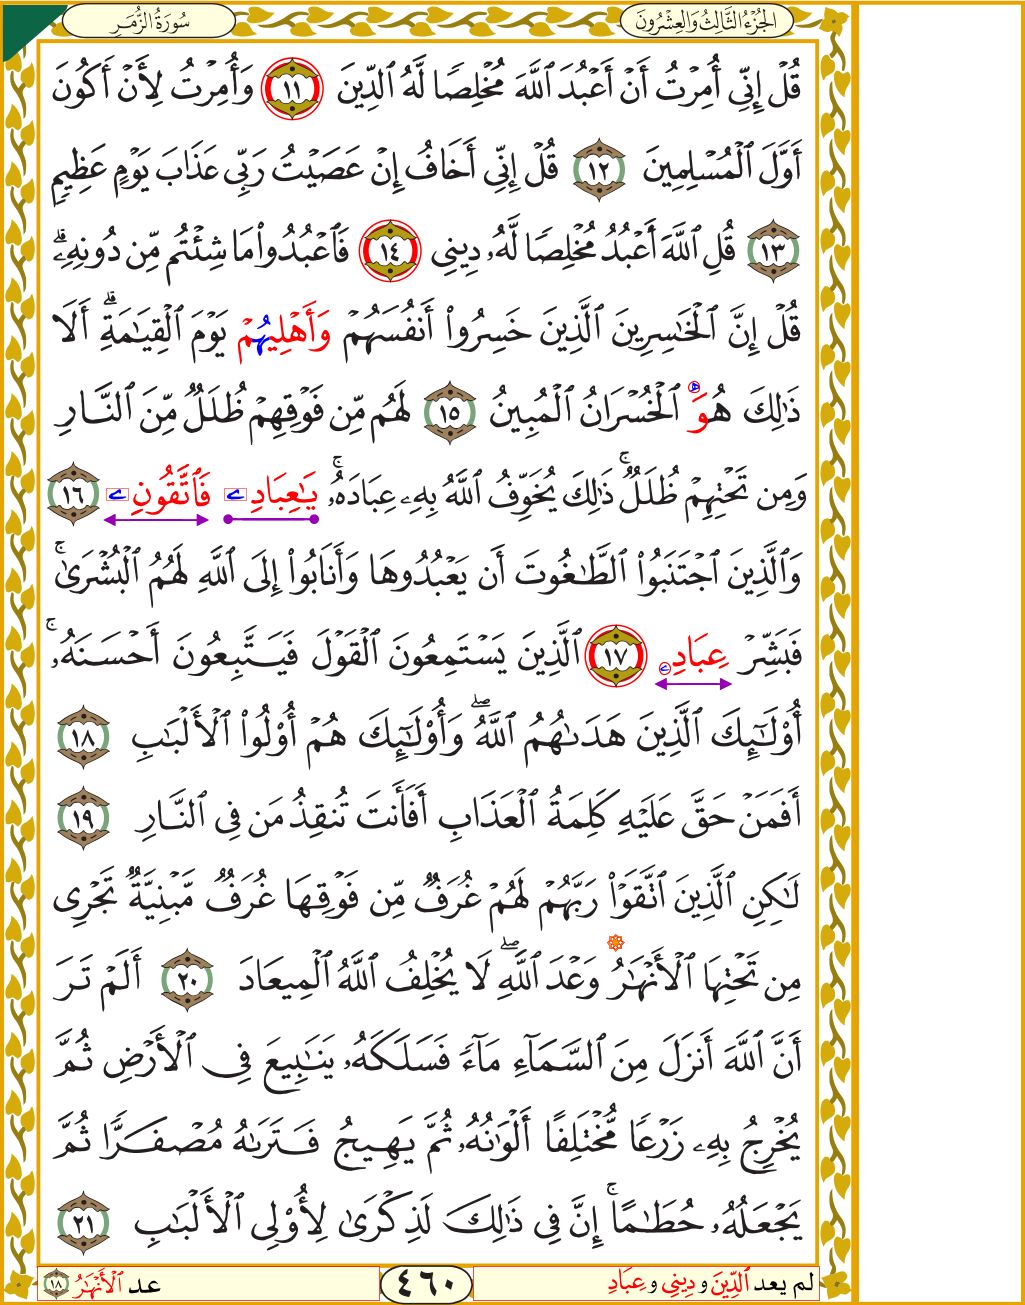 سُورَةُ الزُّمَرِ
الجُزْءُ الثَّالِثُ وَالعِشْرُونَ
قُلْ إِنِّي أُمِرْتُ أَنْ أَعْبُدَ ٱللَّهَ مُخْلِصًا لَّهُ ٱلدِّينَ ١١ وَأُمِرْتُ لِأَنْ أَكُونَ
أَوَّلَ ٱلْمُسْلِمِينَ ١٢ قُلْ إِنِّي أَخَافُ إِنْ عَصَيْتُ رَبِّي عَذَابَ يَوْمٍ عَظِيمٍ
١٣ قُلِ ٱللَّهَ أَعْبُدُ مُخْلِصًا لَّهُۥ دِينِي ١٤ فَٱعْبُدُوا۟ مَا شِئْتُم مِّن دُونِهِۦۗ
قُلْ إِنَّ ٱلْخَٰسِرِينَ ٱلَّذِينَ خَسِرُوا۟ أَنفُسَهُمْ وَأَهْلِيهُمْ يَوْمَ ٱلْقِيَٰمَةِۗ أَلَا
ذَٰلِكَ هُوَ ٱلْخُسْرَانُ ٱلْمُبِينُ ١٥ لَهُم مِّن فَوْقِهِمْ ظُلَلٌ مِّنَ ٱلنَّارِ
وَمِن تَحْتِهِمْ ظُلَلٌۚ ذَٰلِكَ يُخَوِّفُ ٱللَّهُ بِهِۦ عِبَادَهُۥۚ يَٰعِبَادِے فَٱتَّقُونِے ١٦
وَٱلَّذِينَ ٱجْتَنَبُوا۟ ٱلطَّٰغُوتَ أَن يَعْبُدُوهَا وَأَنَابُوا۟ إِلَى ٱللَّهِ لَهُمُ ٱلْبُشْرَىٰۚ
فَبَشِّرْ عِبَادِے ١٧ ٱلَّذِينَ يَسْتَمِعُونَ ٱلْقَوْلَ فَيَتَّبِعُونَ أَحْسَنَهُۥۚ
أُو۟لَٰٓئِكَ ٱلَّذِينَ هَدَىٰهُمُ ٱللَّهُۖ وَأُو۟لَٰٓئِكَ هُمْ أُو۟لُوا۟ ٱلْأَلْبَٰبِ ١٨
أَفَمَنْ حَقَّ عَلَيْهِ كَلِمَةُ ٱلْعَذَابِ أَفَأَنتَ تُنقِذُ مَن فِي ٱلنَّارِ ١٩
لَٰكِنِ ٱلَّذِينَ ٱتَّقَوْا۟ رَبَّهُمْ لَهُمْ غُرَفٌ مِّن فَوْقِهَا غُرَفٌ مَّبْنِيَّةٌ تَجْرِي
مِن تَحْتِهَا ٱلْأَنْهَٰرُ وَعْدَ ٱللَّهِۖ لَا يُخْلِفُ ٱللَّهُ ٱلْمِيعَادَ ٢٠ أَلَمْ تَرَ
أَنَّ ٱللَّهَ أَنزَلَ مِنَ ٱلسَّمَآءِ مَآءً فَسَلَكَهُۥ يَنَٰبِيعَ فِي ٱلْأَرْضِ ثُمَّ
يُخْرِجُ بِهِۦ زَرْعًا مُّخْتَلِفًا أَلْوَٰنُهُۥ ثُمَّ يَهِيجُ فَتَرَىٰهُ مُصْفَرًّا ثُمَّ
يَجْعَلُهُۥ حُطَٰمًاۚ إِنَّ فِي ذَٰلِكَ لَذِكْرَىٰ لِأُو۟لِي ٱلْأَلْبَٰبِ ٢١
لم يعد ٱلدِّينَ و دِينِي و عِبَادِ
٤٦٠
عد ٱلْأَنْهَٰرُ ١٨